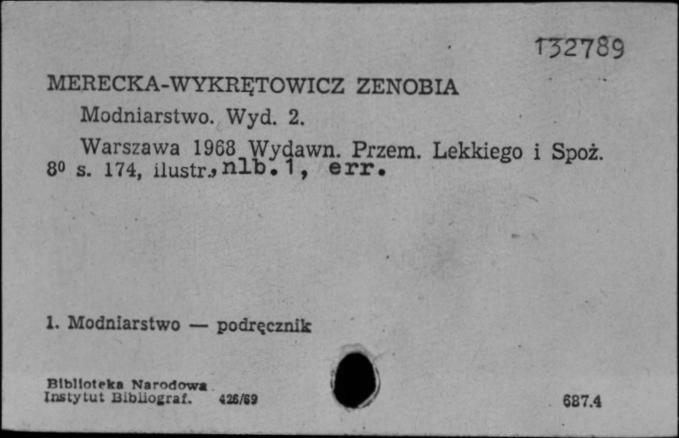 132789
MERECKA-WYKRĘTOWICZ ZENOBIA
Modniarstwo. Wyd. 2.
Warszawa 1968 Wydawn. Przem. Lekkiego i Spoż.
8⁰ s. 174, ilustr., nlb.1, err.
1. Modniarstwo — podręcznik
Biblioteka Narodowa
Instytut Bibliograf. 426/69
687.4